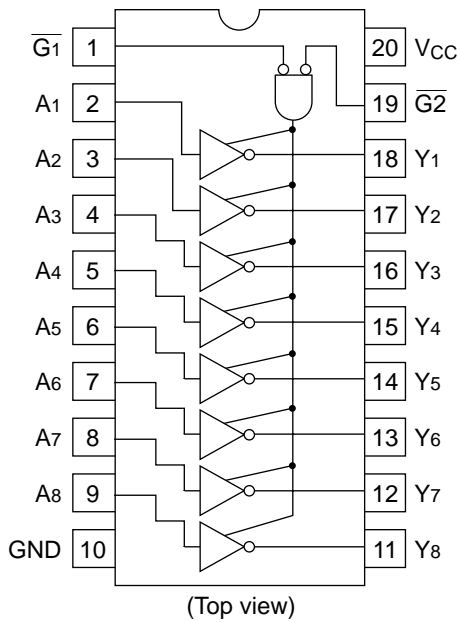 G1 1 20 VCC
A1 2 19 G2
A2 3 18 Y1
A3 4 17 Y2
A4 5 16 Y3
A5 6 15 Y4
A6 7 14 Y5
A7 8 13 Y6
A8 9 12 Y7
GND 10 11 Y8
(Top view)